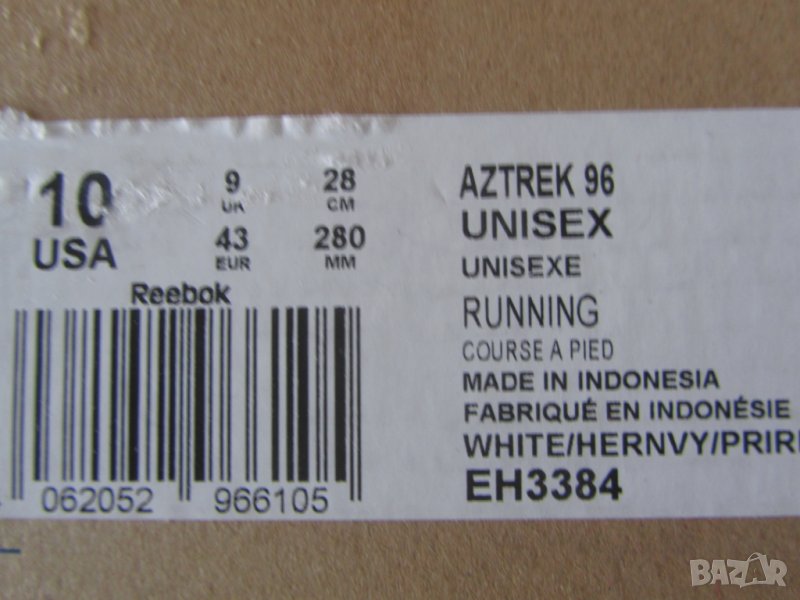 10
USA
9
UK
28
CM
43
EUR
280
MM
Reebok
062052 966105
AZTREK 96
UNISEX
UNISEXE
RUNNING
COURSE A PIED
MADE IN INDONESIA
FABRIQUÉ EN INDONÉSIE
WHITE/HERNVY/PRIR
EH3384
BAZAR